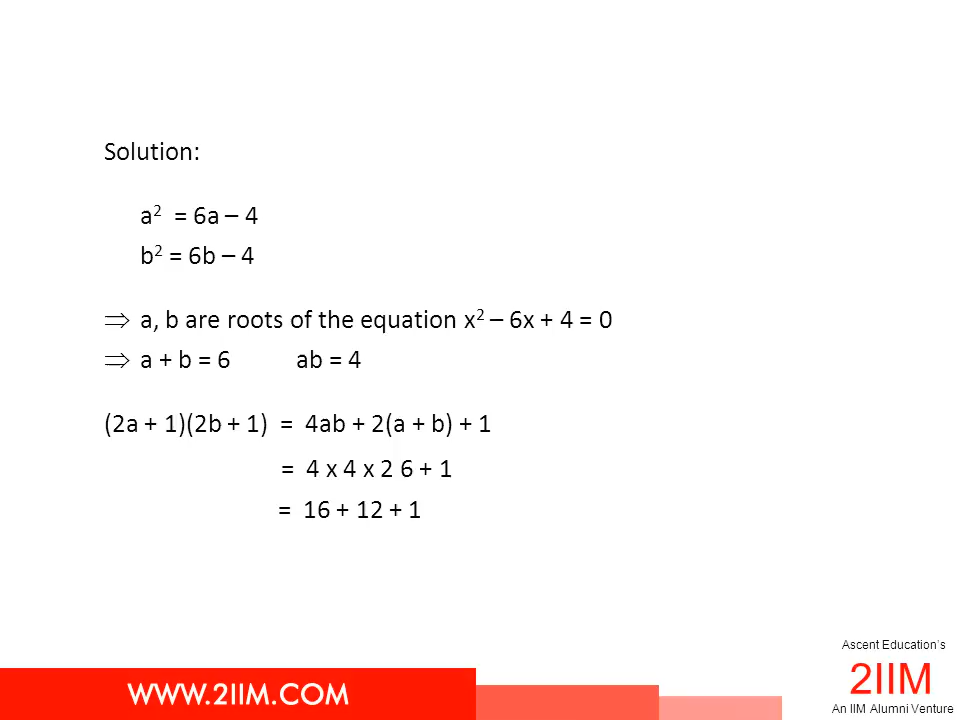 Solution:
a² = 6a – 4
b² = 6b – 4
⇒ a, b are roots of the equation x² – 6x + 4 = 0
⇒ a + b = 6 ab = 4
(2a + 1)(2b + 1) = 4ab + 2(a + b) + 1
= 4 x 4 x 2 6 + 1
= 16 + 12 + 1
Ascent Education's
2IIM
An IIM Alumni Venture
WWW.2IIM.COM